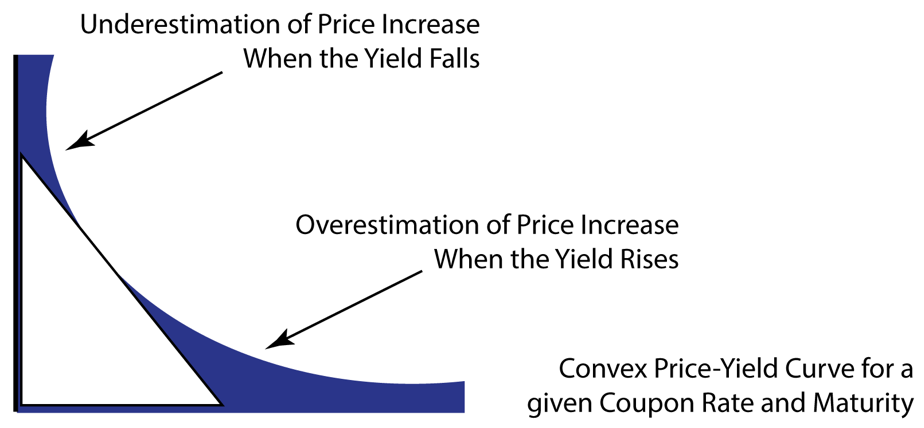 Underestimation of Price Increase
When the Yield Falls
Overestimation of Price Increase
When the Yield Rises
Convex Price-Yield Curve for a
given Coupon Rate and Maturity